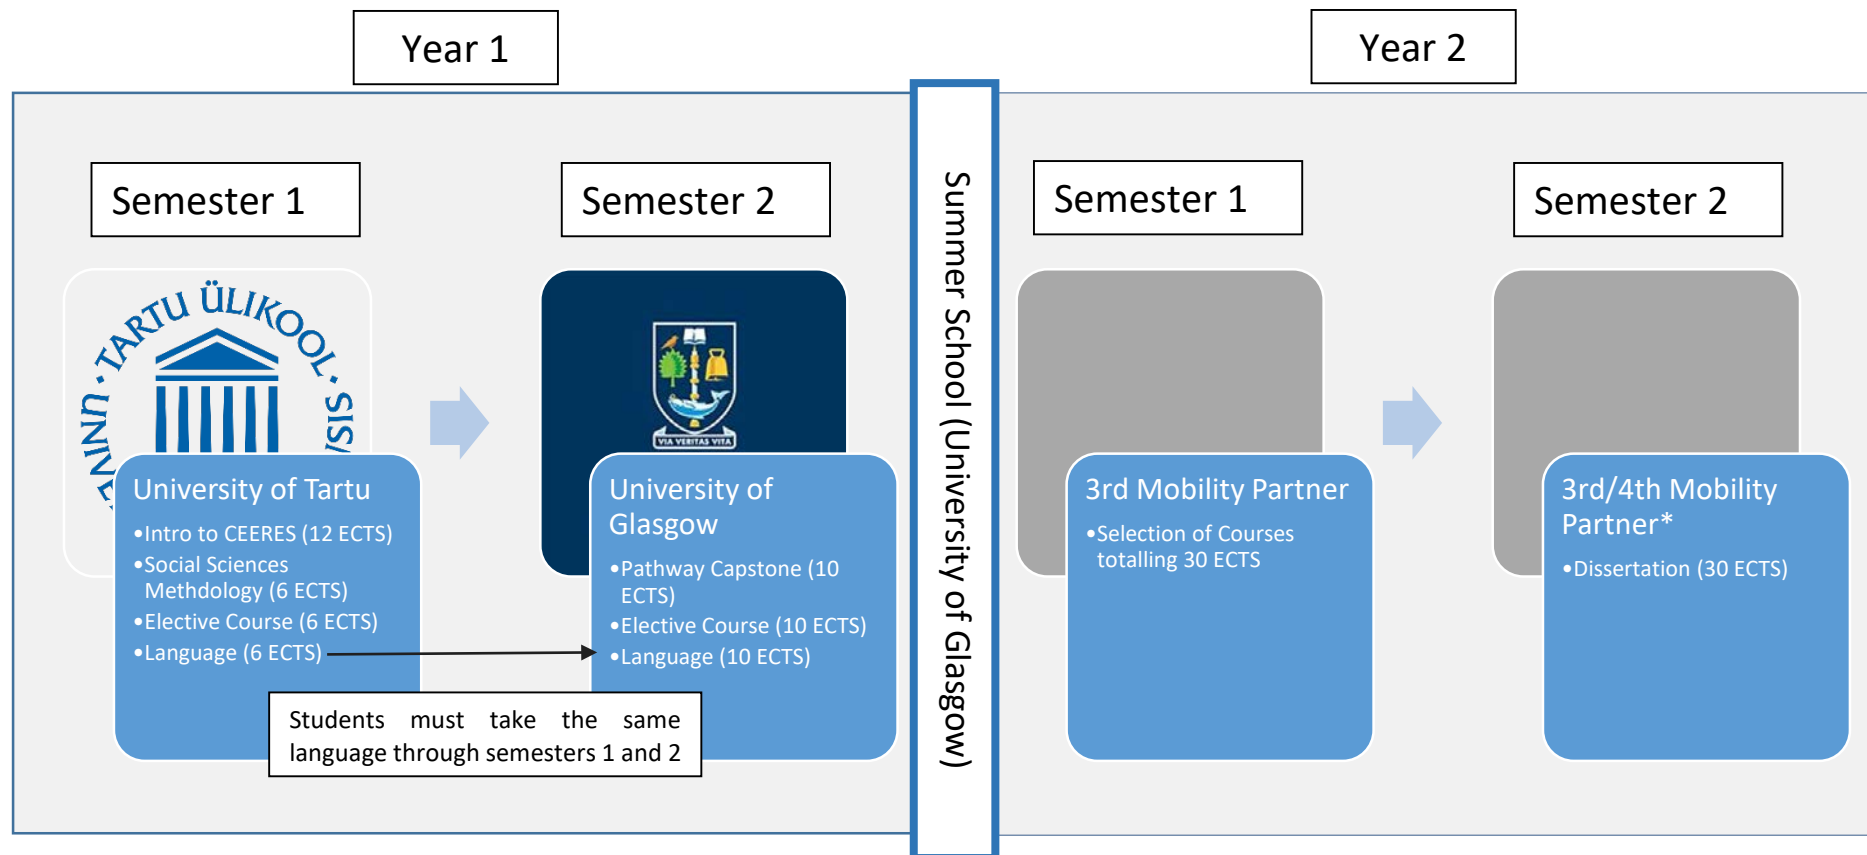 Year 1
Year 2
Semester 1
Semester 2
Semester 1
Semester 2
TARTU ÜLIKOOL · SISA
ENINN · UNIVE
VIA VERITAS VITA
University of Tartu
•Intro to CEERES (12 ECTS)
•Social Sciences
Methdology (6 ECTS)
•Elective Course (6 ECTS)
•Language (6 ECTS)
University of
Glasgow
•Pathway Capstone (10
ECTS)
•Elective Course (10 ECTS)
•Language (10 ECTS)
Students must take the same
language through semesters 1 and 2
Summer School (University of Glasgow)
3rd Mobility Partner
•Selection of Courses
totalling 30 ECTS
3rd/4th Mobility
Partner*
•Dissertation (30 ECTS)